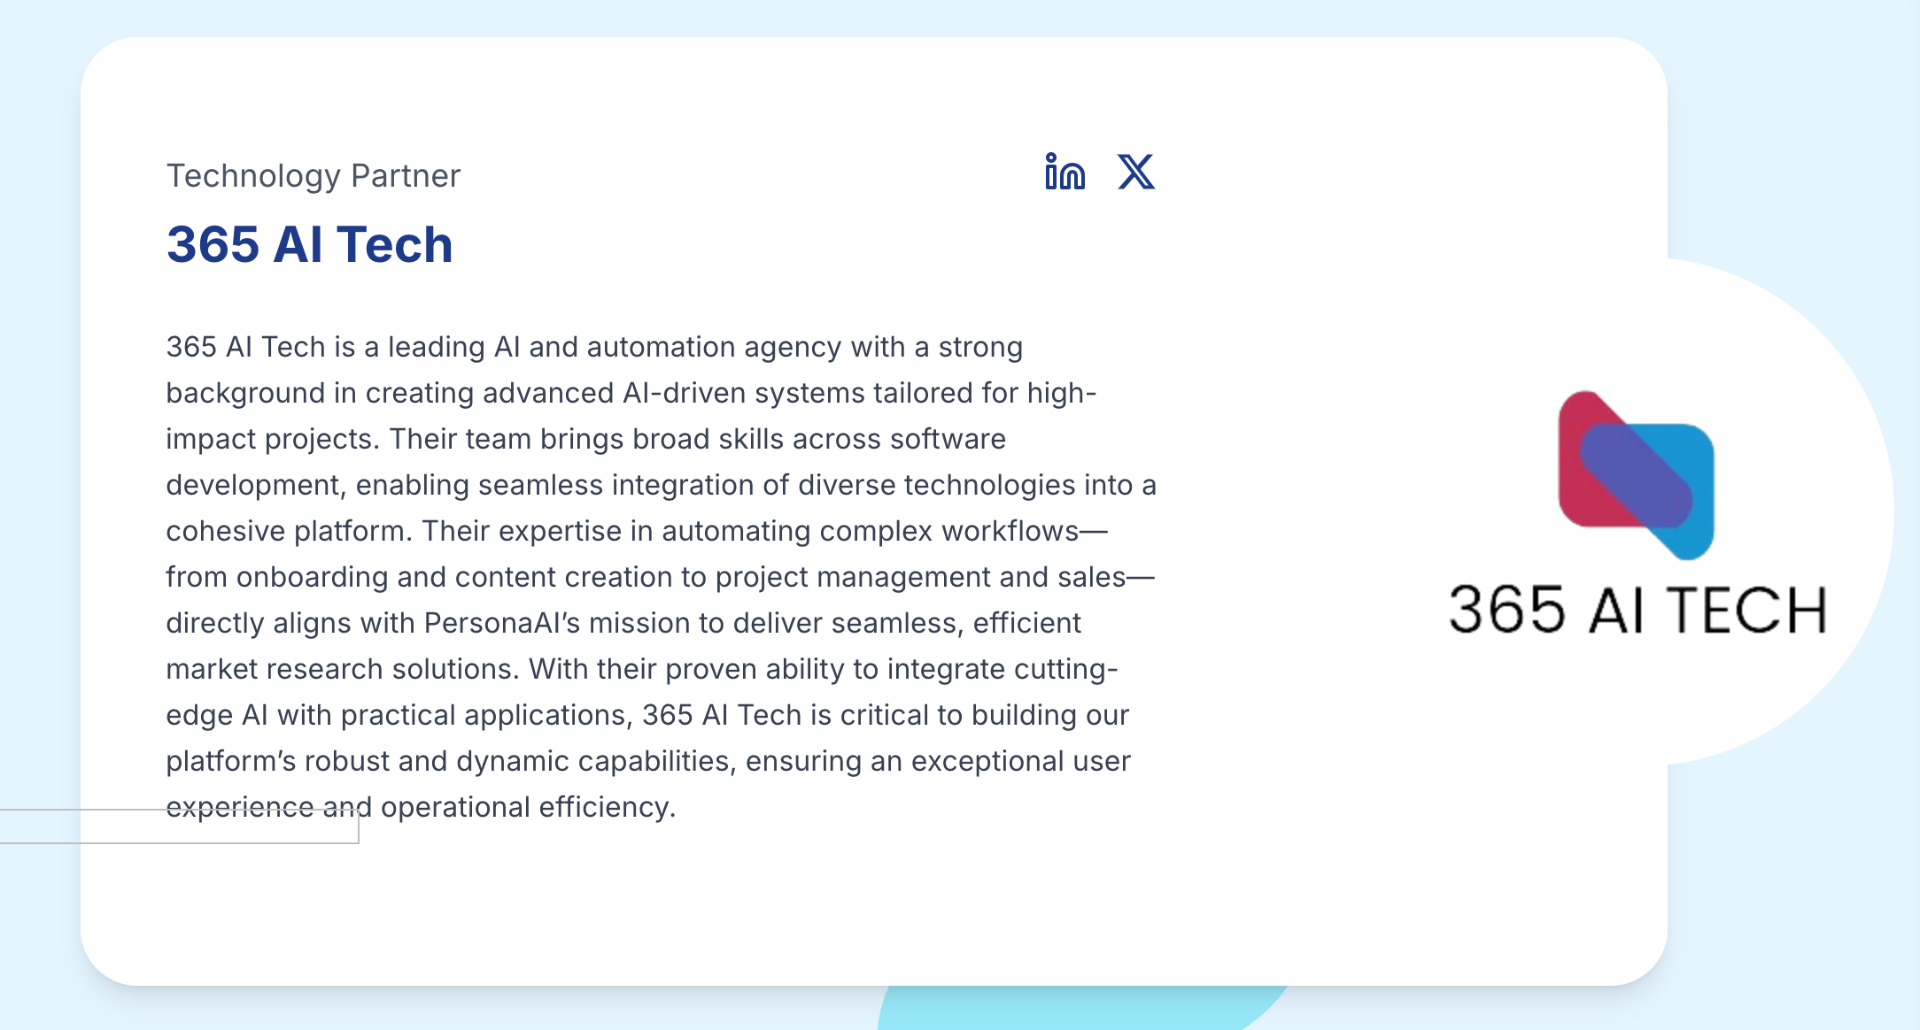 Technology Partner
365 AI Tech
365 AI Tech is a leading AI and automation agency with a strong
background in creating advanced AI-driven systems tailored for high-
impact projects. Their team brings broad skills across software
development, enabling seamless integration of diverse technologies into a
cohesive platform. Their expertise in automating complex workflows—
from onboarding and content creation to project management and sales—
directly aligns with PersonaAI’s mission to deliver seamless, efficient
market research solutions. With their proven ability to integrate cutting-
edge AI with practical applications, 365 AI Tech is critical to building our
platform’s robust and dynamic capabilities, ensuring an exceptional user
experience and operational efficiency.
365 AI TECH